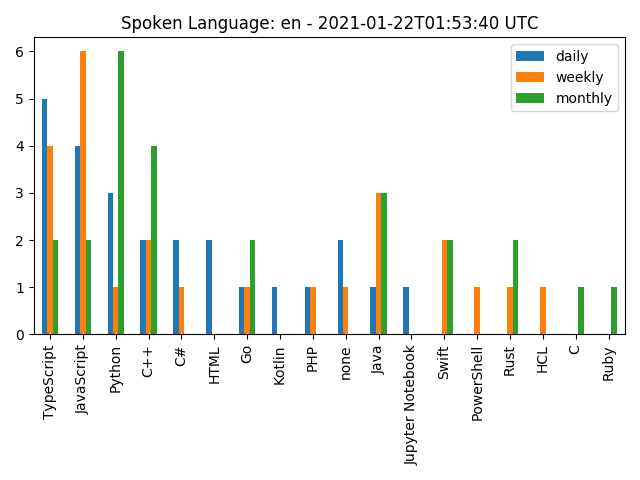 Spoken Language: en - 2021-01-22T01:53:40 UTC
daily
weekly
monthly
6
5
4
3
2
1
0
TypeScript
JavaScript
Python
C++
C#
HTML
Go
Kotlin
PHP
none
Java
Jupyter Notebook
Swift
PowerShell
Rust
HCL
C
Ruby